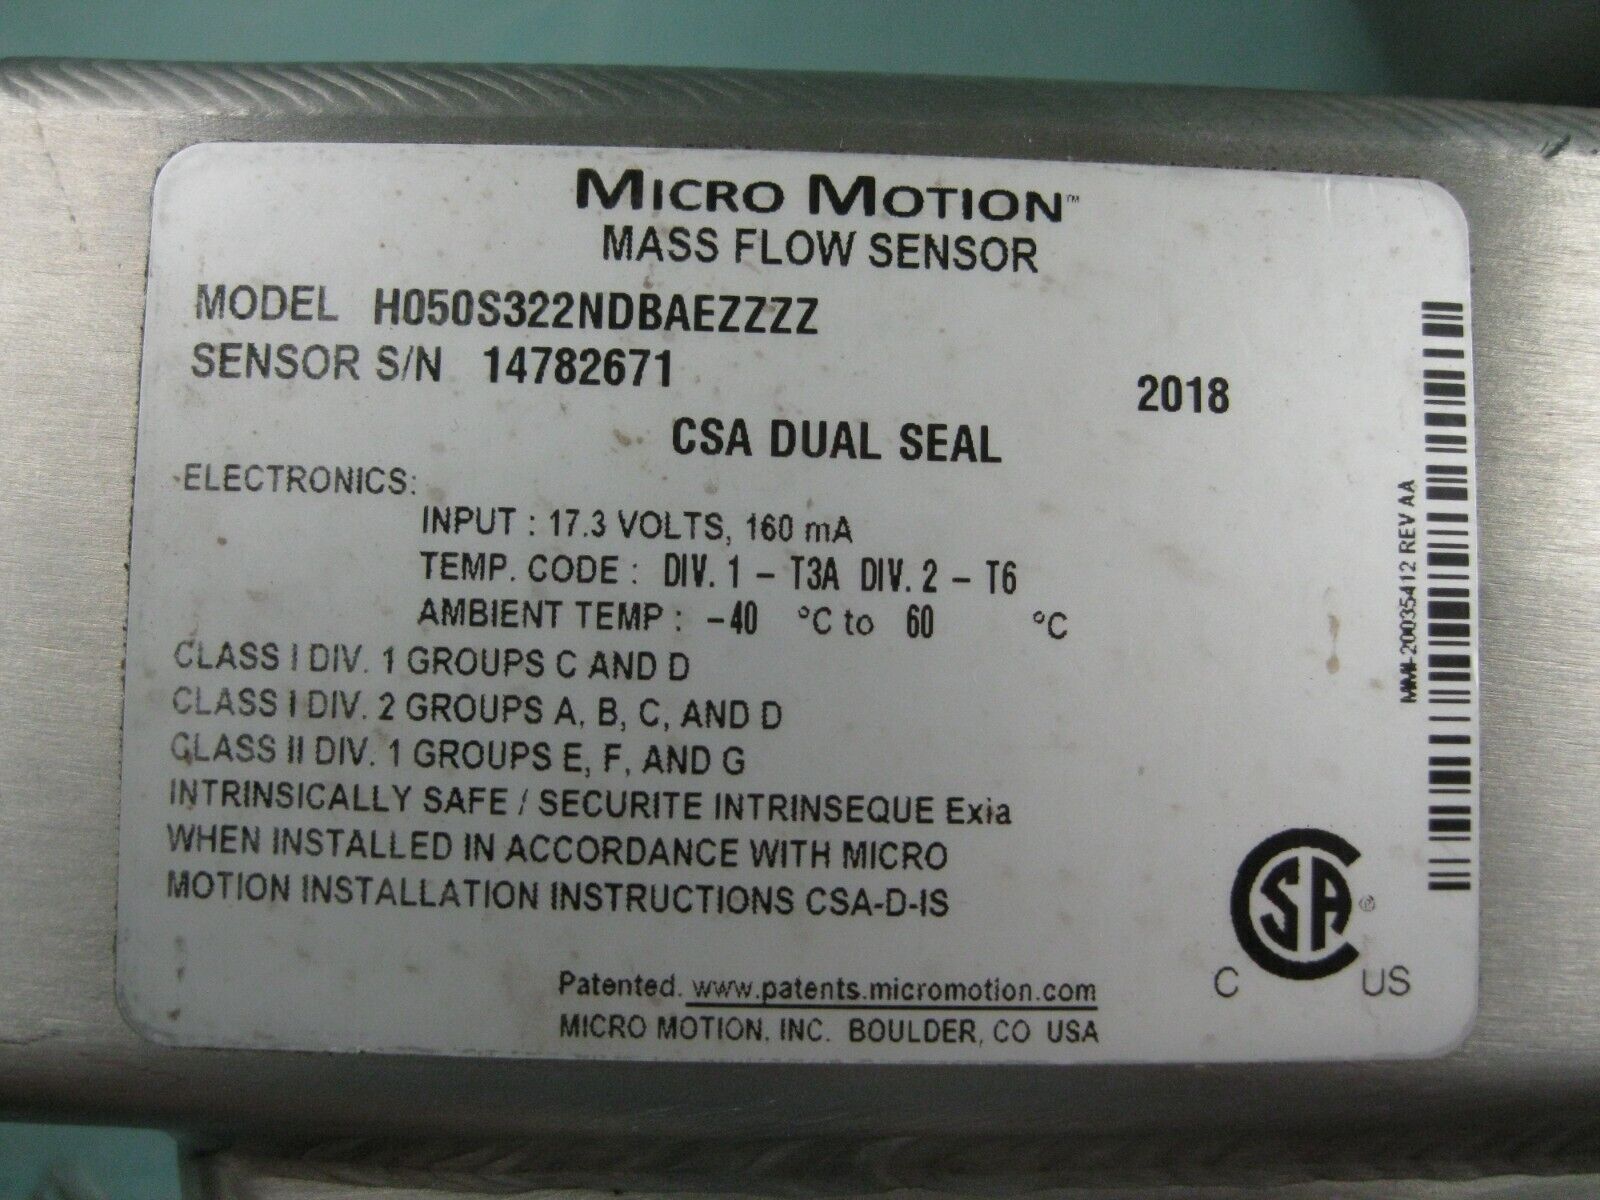 MICRO MOTION™
MASS FLOW SENSOR
MODEL H050S322NDBAEZZZZ
SENSOR S/N 14782671
2018
CSA DUAL SEAL
ELECTRONICS:
INPUT : 17.3 VOLTS, 160 mA
TEMP. CODE : DIV. 1 – T3A DIV. 2 – T6
AMBIENT TEMP : –40 °C to 60 °C
CLASS I DIV. 1 GROUPS C AND D
CLASS I DIV. 2 GROUPS A, B, C, AND D
CLASS II DIV. 1 GROUPS E, F, AND G
INTRINSICALLY SAFE / SECURITE INTRINSEQUE Exia
WHEN INSTALLED IN ACCORDANCE WITH MICRO
MOTION INSTALLATION INSTRUCTIONS CSA-D-IS
Patented. www.patents.micromotion.com
MICRO MOTION, INC. BOULDER, CO USA
MMI-20035412 REV AA
CSA ®
C US